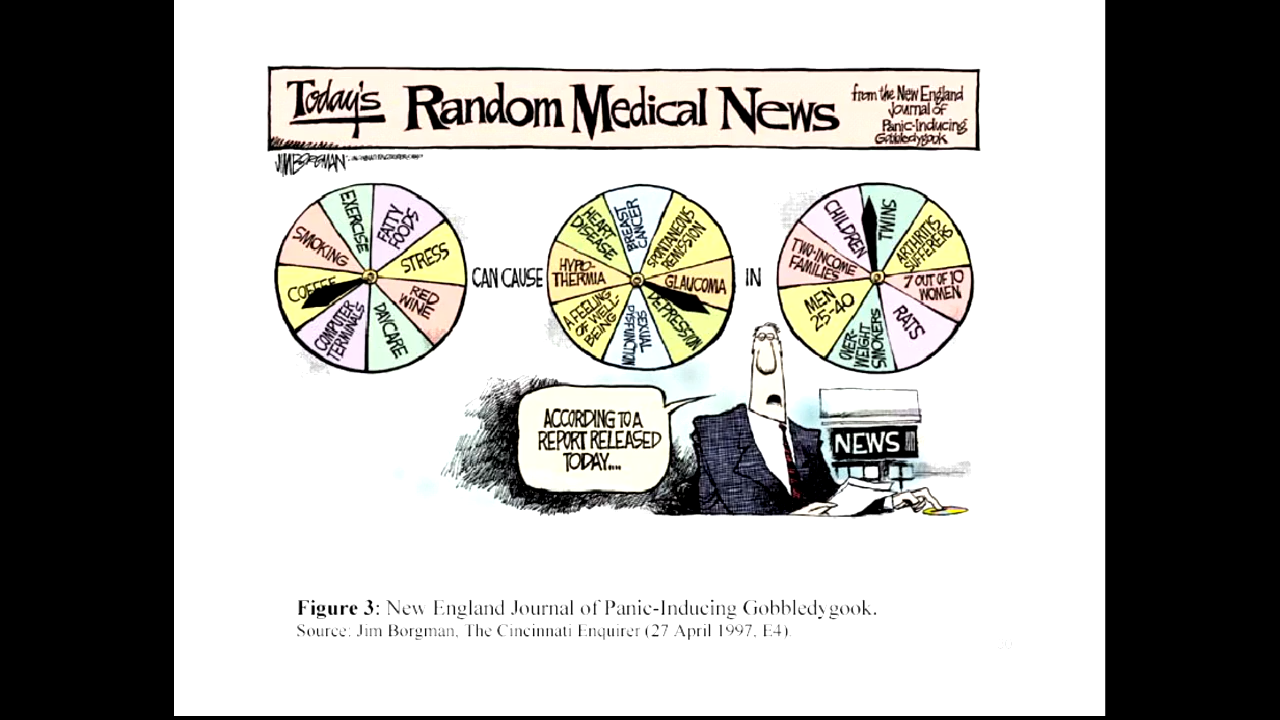 Today's Random Medical News
from the New England
Journal of
Panic-Inducing
Gobbledygook
JIM BORGMAN
EXERCISE
FATTY
FOODS
STRESS
RED
WINE
DAYCARE
COMPUTER
TERMINALS
COFFEE
SMOKING
CAN CAUSE
HEART
DISEASE
BREAST
CANCER
SPONTANEOUS
REMISSION
GLAUCOMA
DEPRESSION
SEXUAL
DYSFUNCTION
A FEELING
OF WELL-
BEING
HYPO-
THERMIA
IN
CHILDREN
TWINS
ARTHRITIS
SUFFERERS
7 OUT OF 10
WOMEN
RATS
OVER-
WEIGHT
SMOKERS
MEN
25-40
TWO-INCOME
FAMILIES
ACCORDING TO A
REPORT RELEASED
TODAY....
NEWS
Figure 3: New England Journal of Panic-Inducing Gobbledygook.
Source: Jim Borgman, The Cincinnati Enquirer (27 April 1997, E4).